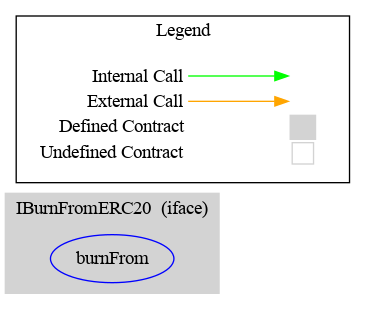 Legend
Internal Call
External Call
Defined Contract
Undefined Contract
IBurnFromERC20  (iface)
burnFrom